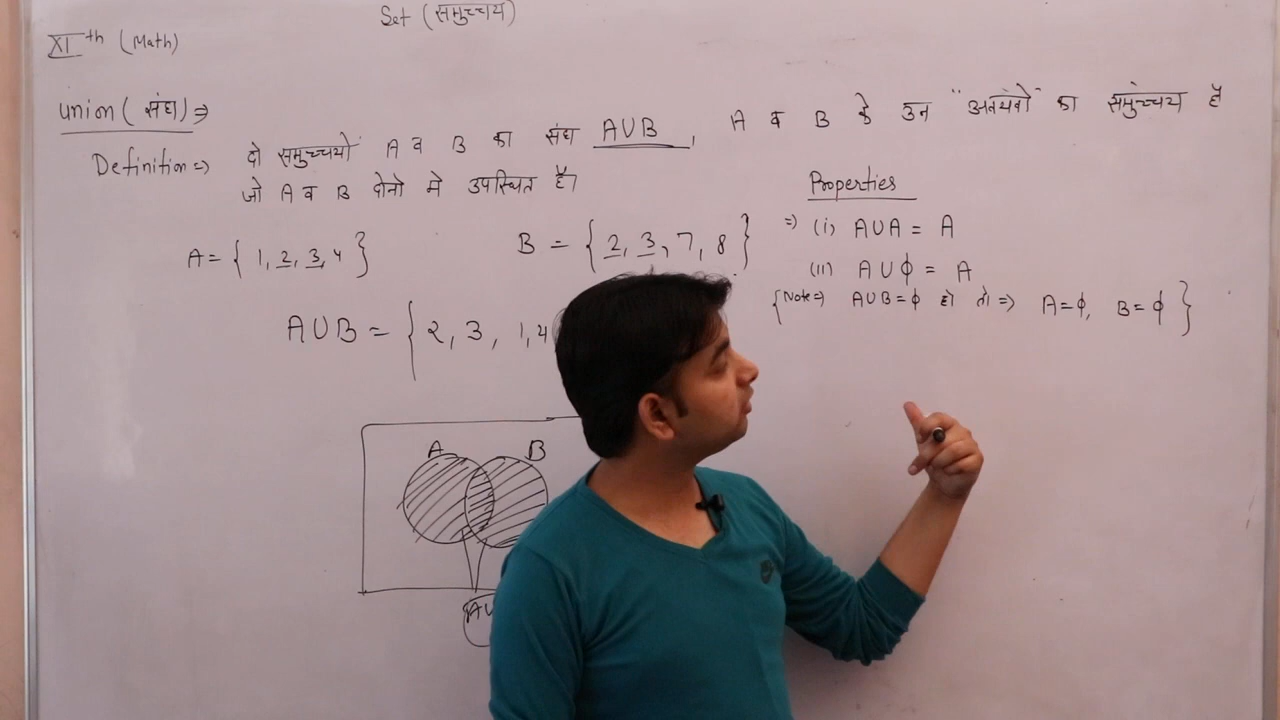 Set (समुच्चय)
XIth (Math)
Union (संघ) ⇒
Definition ⇒ दो समुच्चयों A व B का संघ A∪B, A व B के उन "अवयवों" का समुच्चय है
जो A व B दोनो मे उपस्थित है।
A = {1, 2, 3, 4}
B = {2, 3, 7, 8}
A∪B = { 2, 3, 1, 4
Properties
⇒ (i) A∪A = A
(ii) A∪ϕ = A
{Note ⇒ A∪B=ϕ हो तो ⇒ A=ϕ, B=ϕ }
A
B